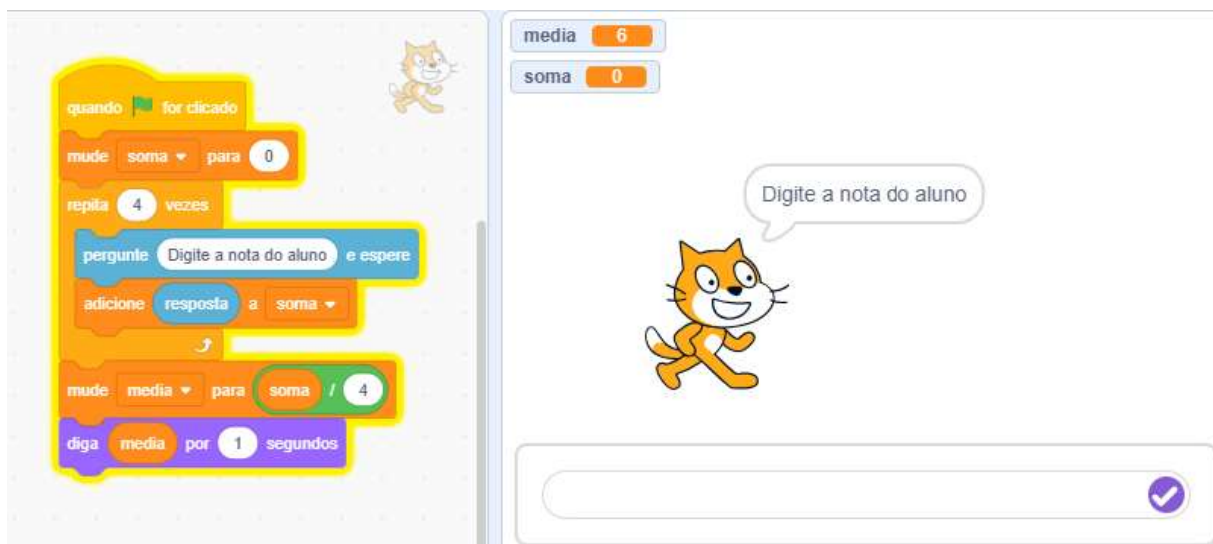 quando for clicado
mude soma para 0
repita 4 vezes
pergunte Digite a nota do aluno e espere
adicione resposta a soma
mude media para soma / 4
diga media por 1 segundos
media 6
soma 0
Digite a nota do aluno